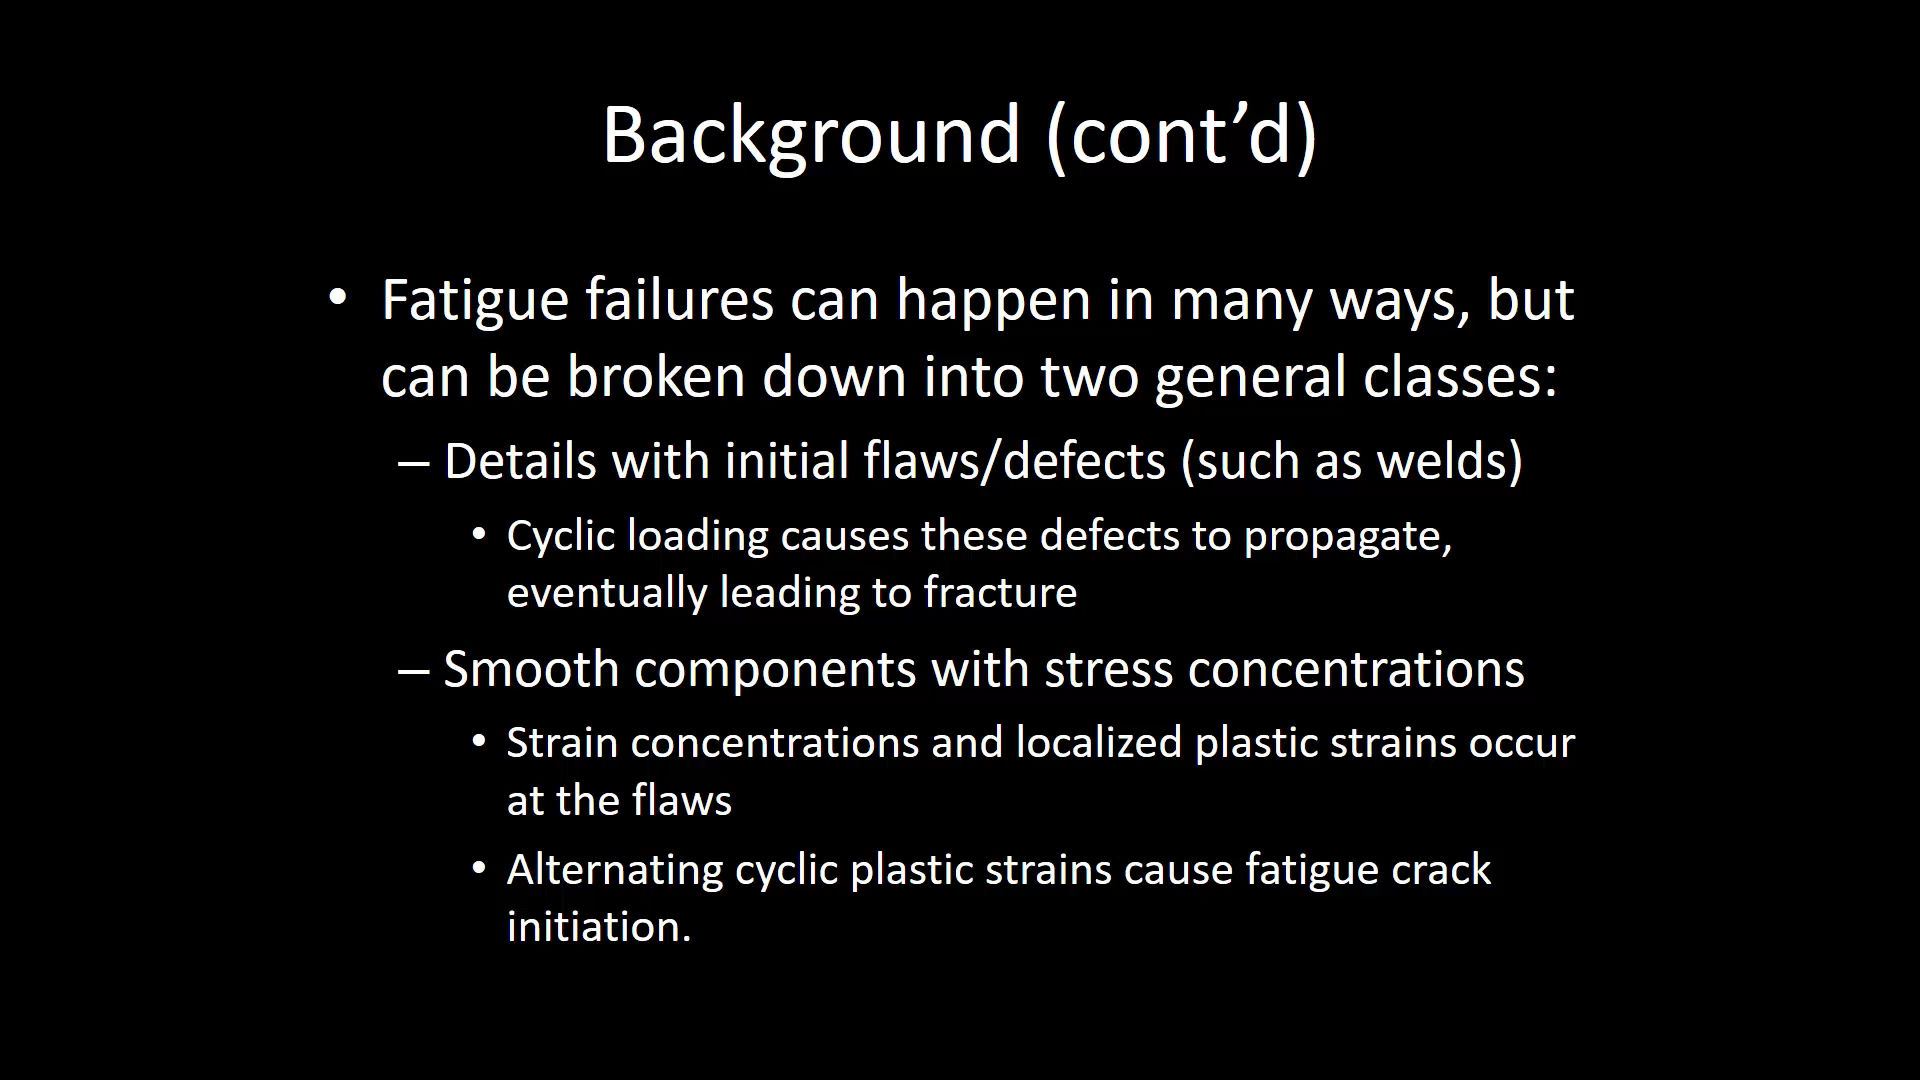 Background (cont’d)
• Fatigue failures can happen in many ways, but
can be broken down into two general classes:
– Details with initial flaws/defects (such as welds)
• Cyclic loading causes these defects to propagate,
eventually leading to fracture
– Smooth components with stress concentrations
• Strain concentrations and localized plastic strains occur
at the flaws
• Alternating cyclic plastic strains cause fatigue crack
initiation.